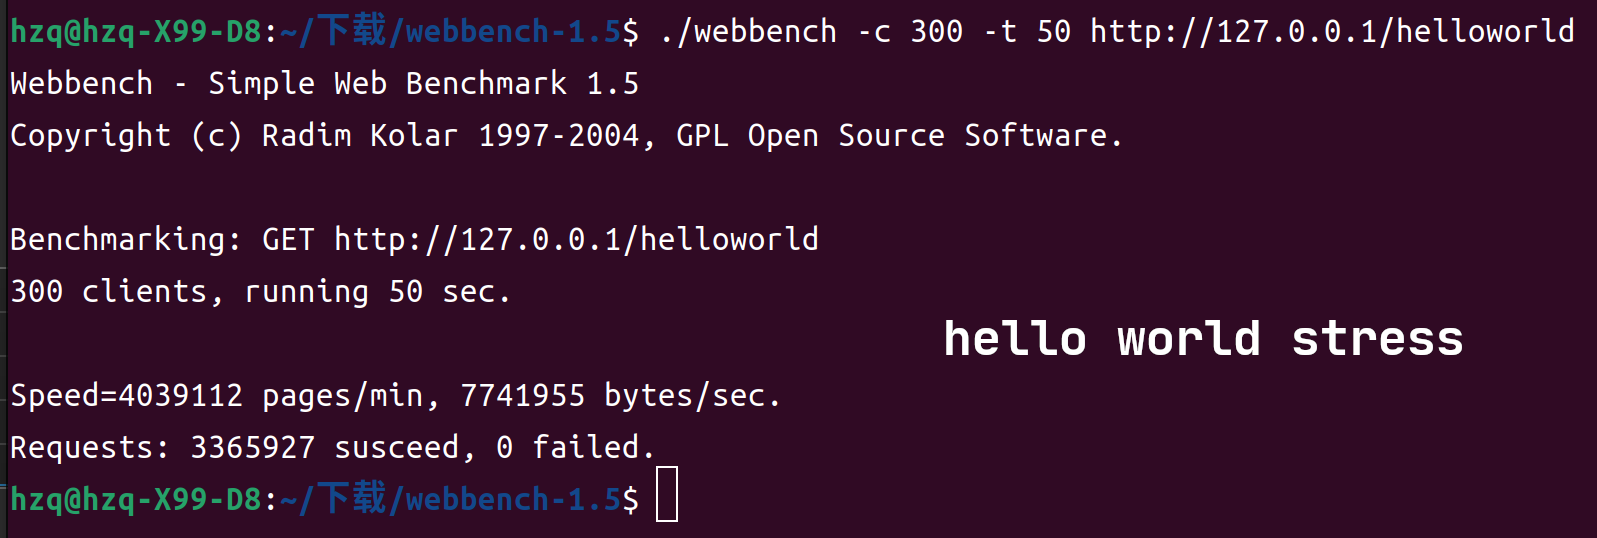 hzq@hzq-X99-D8:~/下载/webbench-1.5$ ./webbench -c 300 -t 50 http://127.0.0.1/helloworld
Webbench - Simple Web Benchmark 1.5
Copyright (c) Radim Kolar 1997-2004, GPL Open Source Software.
Benchmarking: GET http://127.0.0.1/helloworld
300 clients, running 50 sec.
hello world stress
Speed=4039112 pages/min, 7741955 bytes/sec.
Requests: 3365927 susceed, 0 failed.
hzq@hzq-X99-D8:~/下载/webbench-1.5$